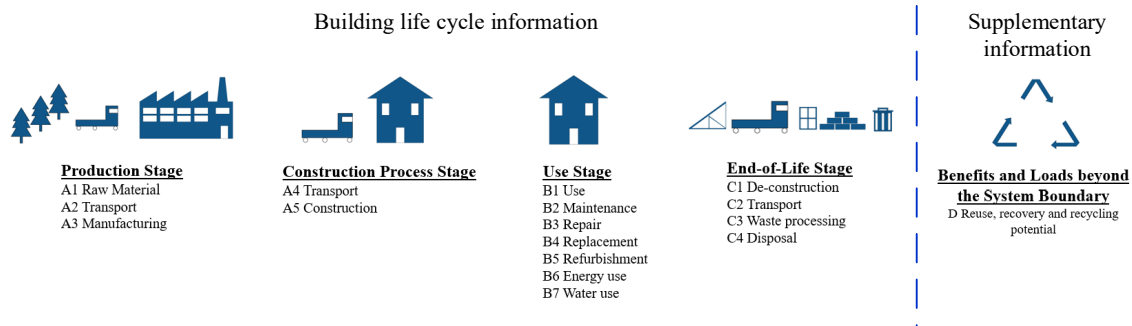 Building life cycle information
Supplementary
information
Production Stage
A1 Raw Material
A2 Transport
A3 Manufacturing
Construction Process Stage
A4 Transport
A5 Construction
Use Stage
B1 Use
B2 Maintenance
B3 Repair
B4 Replacement
B5 Refurbishment
B6 Energy use
B7 Water use
End-of-Life Stage
C1 De-construction
C2 Transport
C3 Waste processing
C4 Disposal
Benefits and Loads beyond
the System Boundary
D Reuse, recovery and recycling
potential